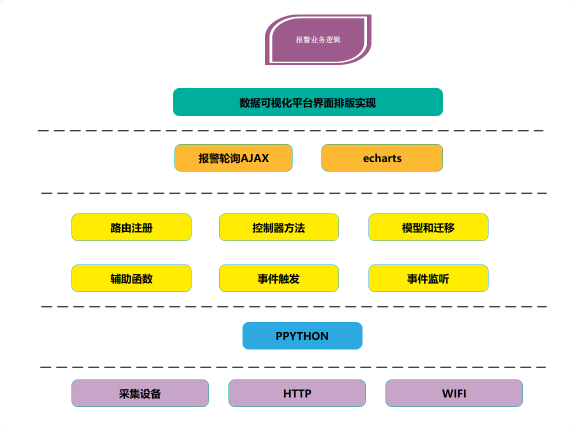 报警业务逻辑
数据可视化平台界面排版实现
报警轮询AJAX
echarts
路由注册
控制器方法
模型和迁移
辅助函数
事件触发
事件监听
PPYTHON
采集设备
HTTP
WIFI